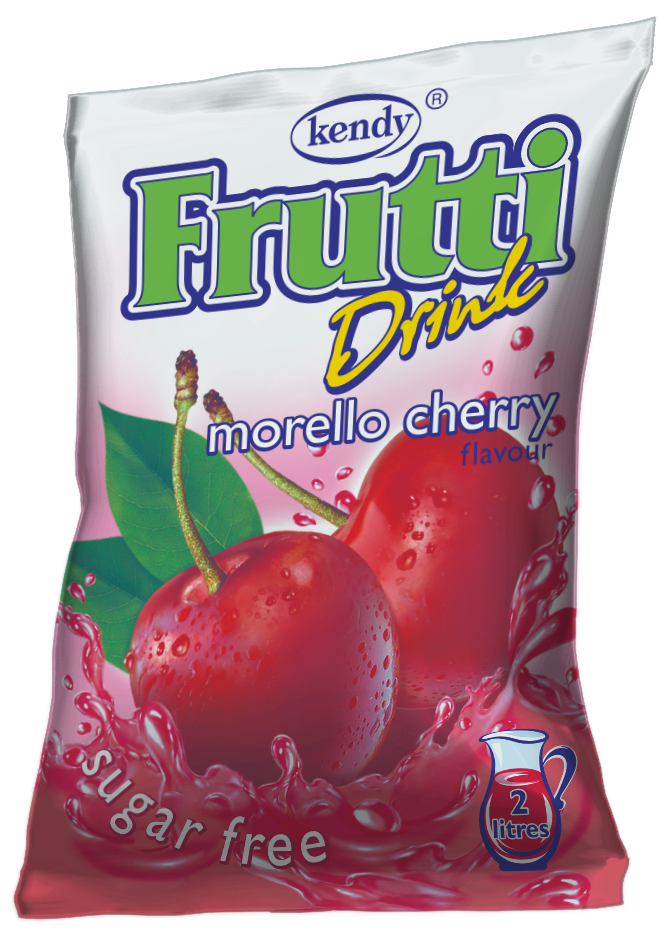 kendy ®
Frutti
Drink
morello cherry
flavour
sugar free
2
litres